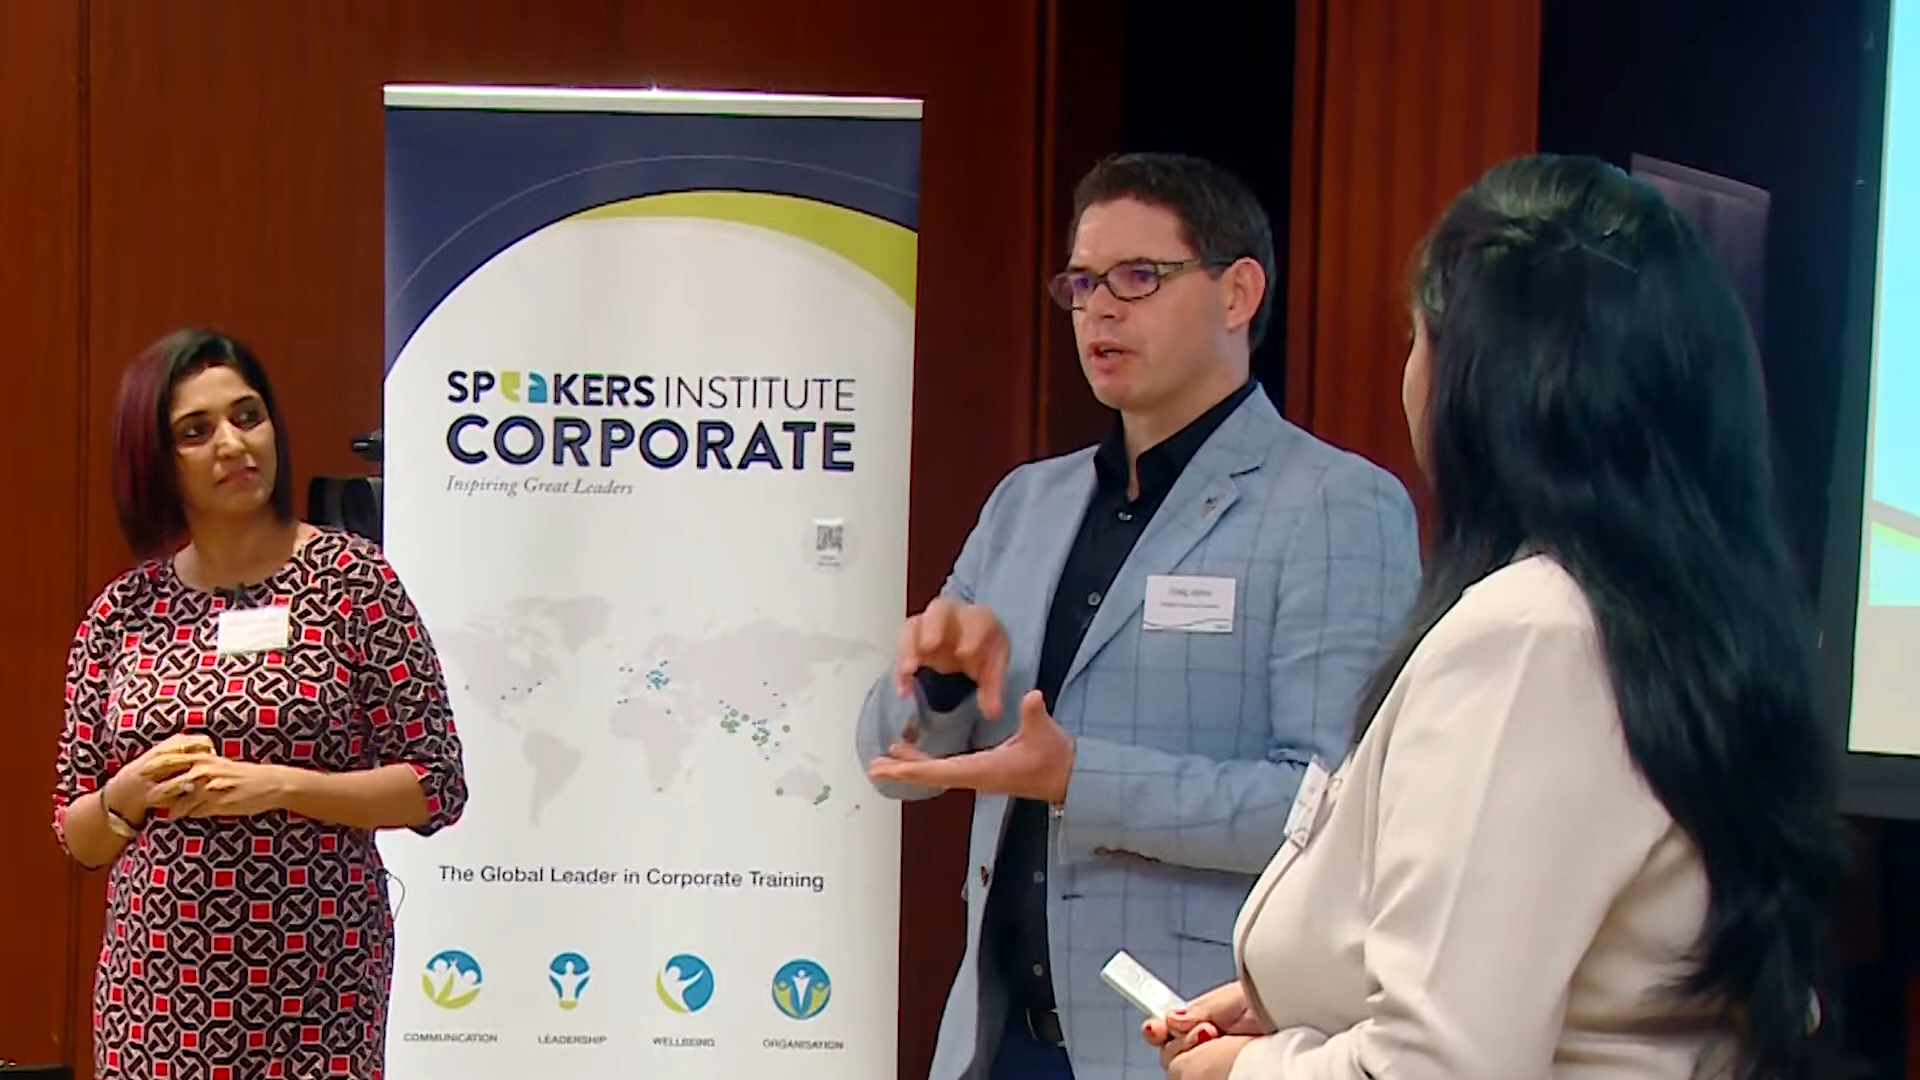 SPEAKERS INSTITUTE
CORPORATE
Inspiring Great Leaders
The Global Leader in Corporate Training
COMMUNICATION
LEADERSHIP
WELLBEING
ORGANISATION